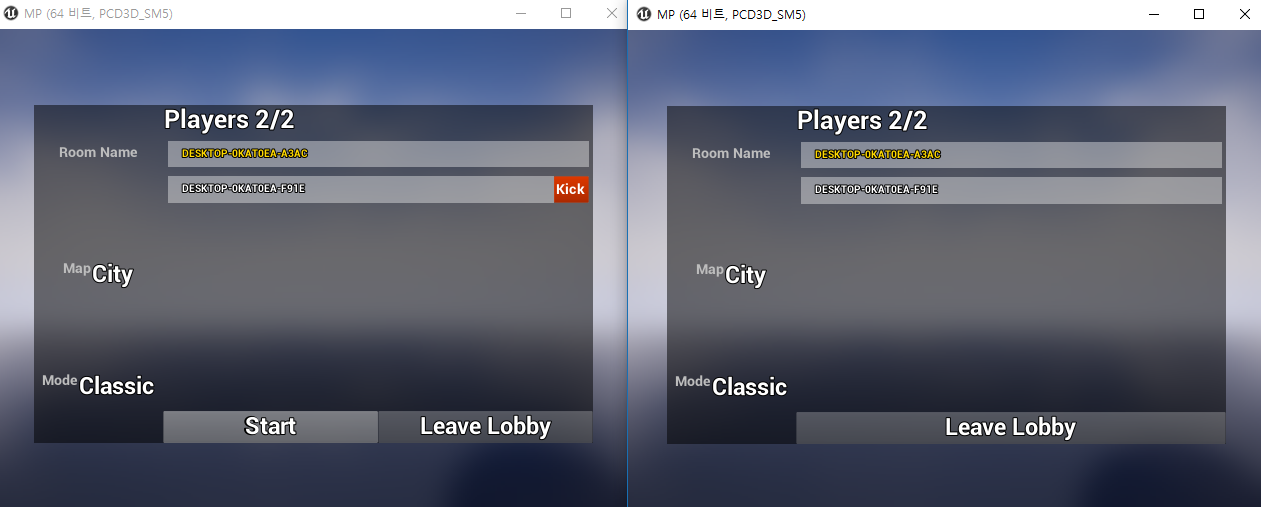 MP (64 비트, PCD3D_SM5)
Players 2/2
Room Name
DESKTOP-0KAT0EA-A3AC
DESKTOP-0KAT0EA-F91E
Kick
Map City
Mode Classic
Start
Leave Lobby
MP (64 비트, PCD3D_SM5)
Players 2/2
Room Name
DESKTOP-0KAT0EA-A3AC
DESKTOP-0KAT0EA-F91E
Map City
Mode Classic
Leave Lobby